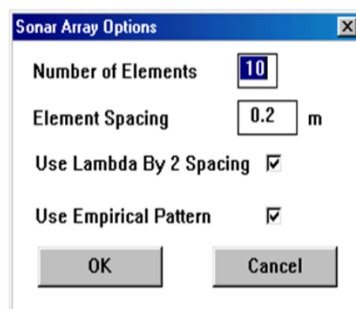 Sonar Array Options
Number of Elements 10
Element Spacing 0.2 m
Use Lambda By 2 Spacing
Use Empirical Pattern
OK Cancel